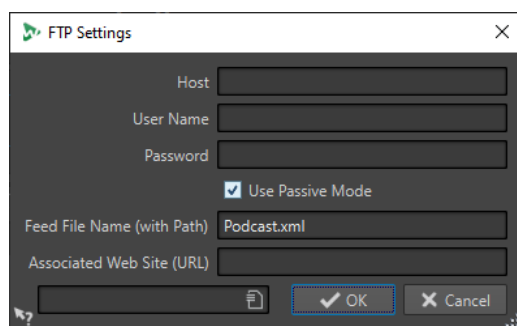 FTP Settings
Host
User Name
Password
Use Passive Mode
Feed File Name (with Path) Podcast.xml
Associated Web Site (URL)
OK Cancel